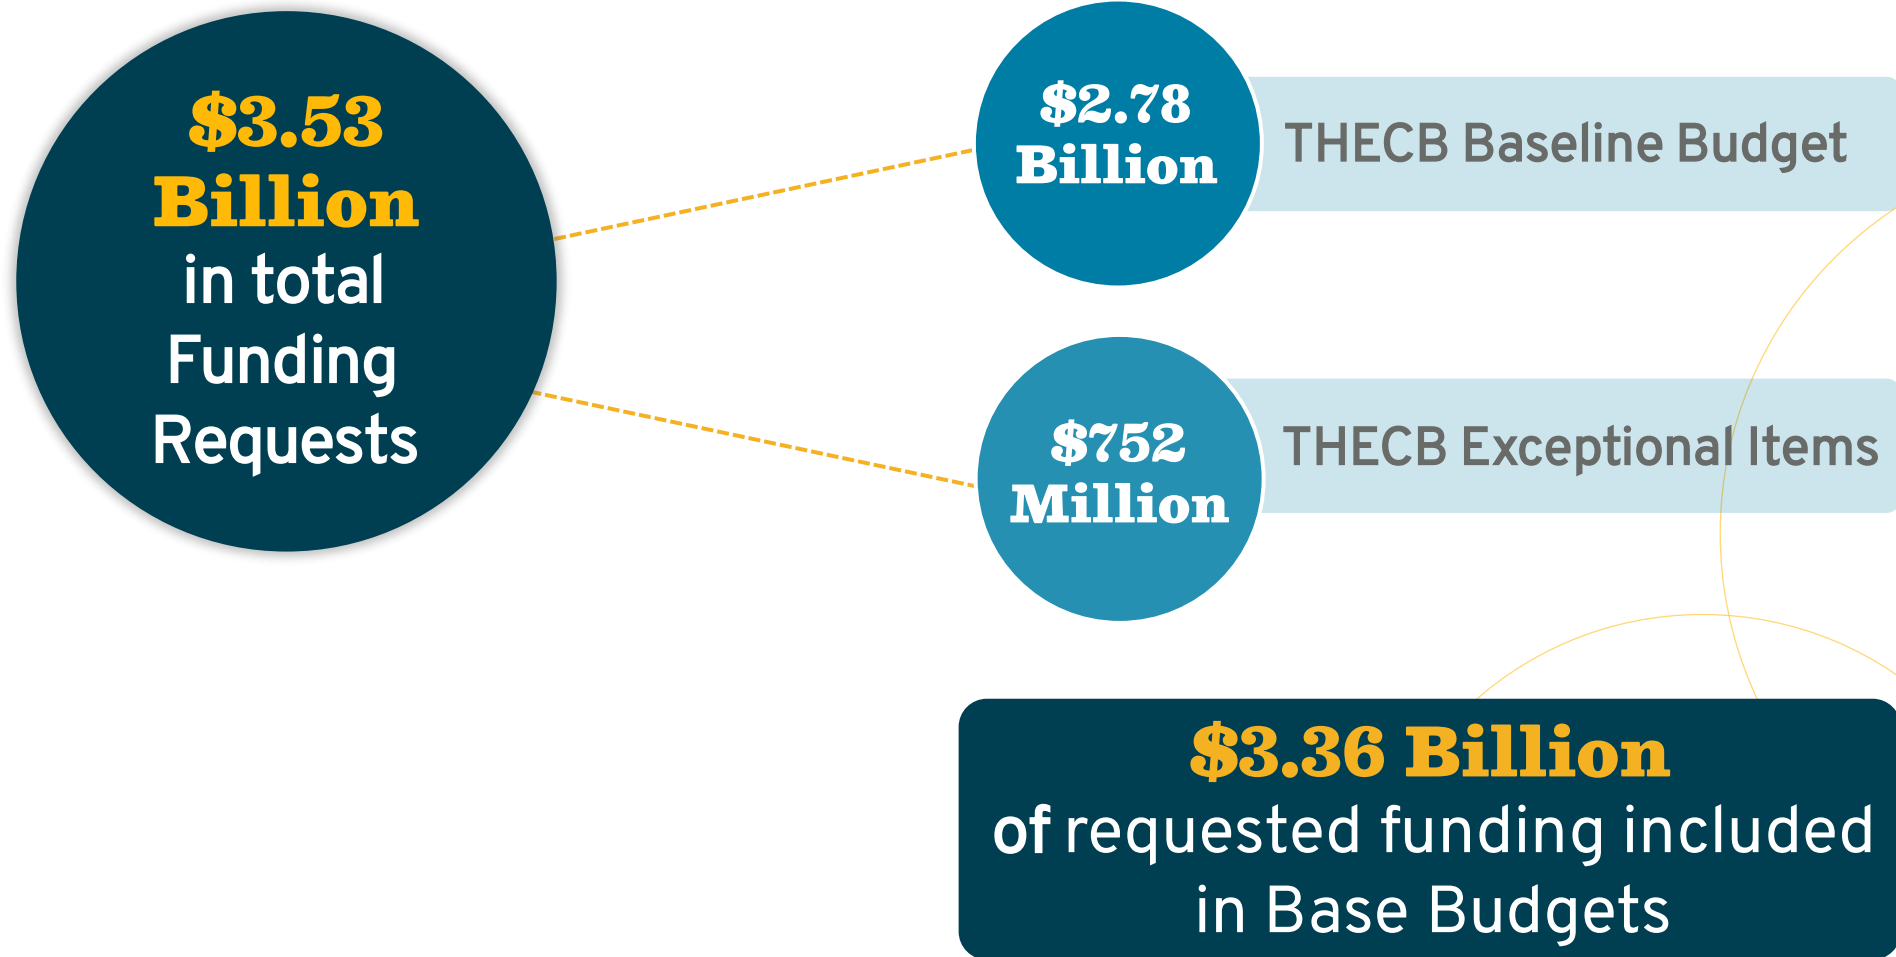 $3.53
Billion
in total
Funding
Requests
$2.78
Billion
THECB Baseline Budget
$752
Million
THECB Exceptional Items
$3.36 Billion
of requested funding included
in Base Budgets